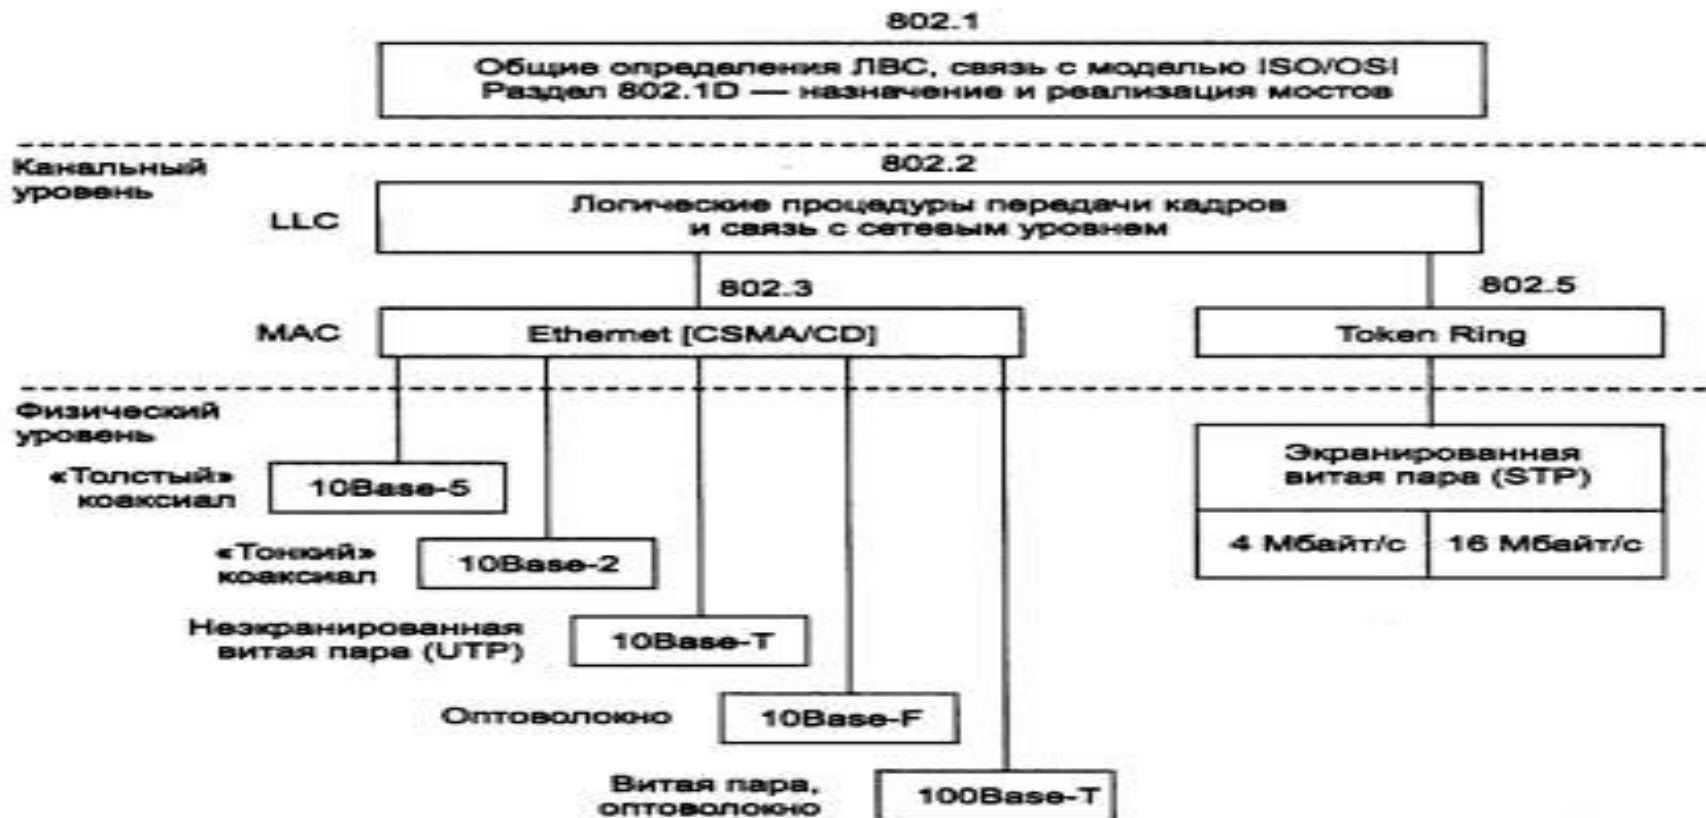 802.1
Общие определения ЛВС, связь с моделью ISO/OSI
Раздел 802.1D — назначение и реализация мостов
Канальный
уровень
802.2
LLC
Логические процедуры передачи кадров
и связь с сетевым уровнем
802.3
802.5
MAC
Ethernet [CSMA/CD]
Token Ring
Физический
уровень
«Толстый»
коаксиал
10Base-5
Экранированная
витая пара (STP)
4 Мбайт/с
16 Мбайт/с
«Тонкий»
коаксиал
10Base-2
Неэкранированная
витая пара (UTP)
10Base-T
Оптоволокно
10Base-F
Витая пара,
оптоволокно
100Base-T